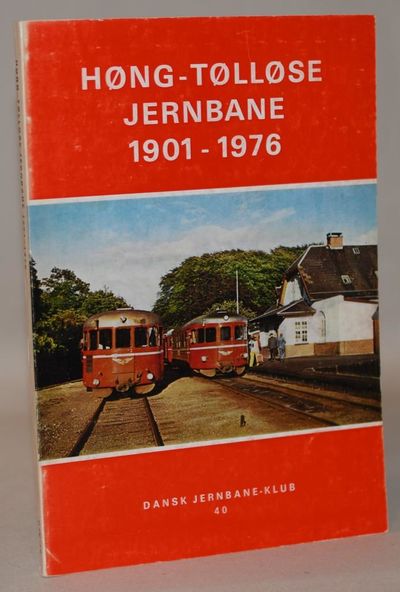 HØNG-TØLLØSE
JERNBANE
1901 - 1976
DANSK JERNBANE-KLUB
40